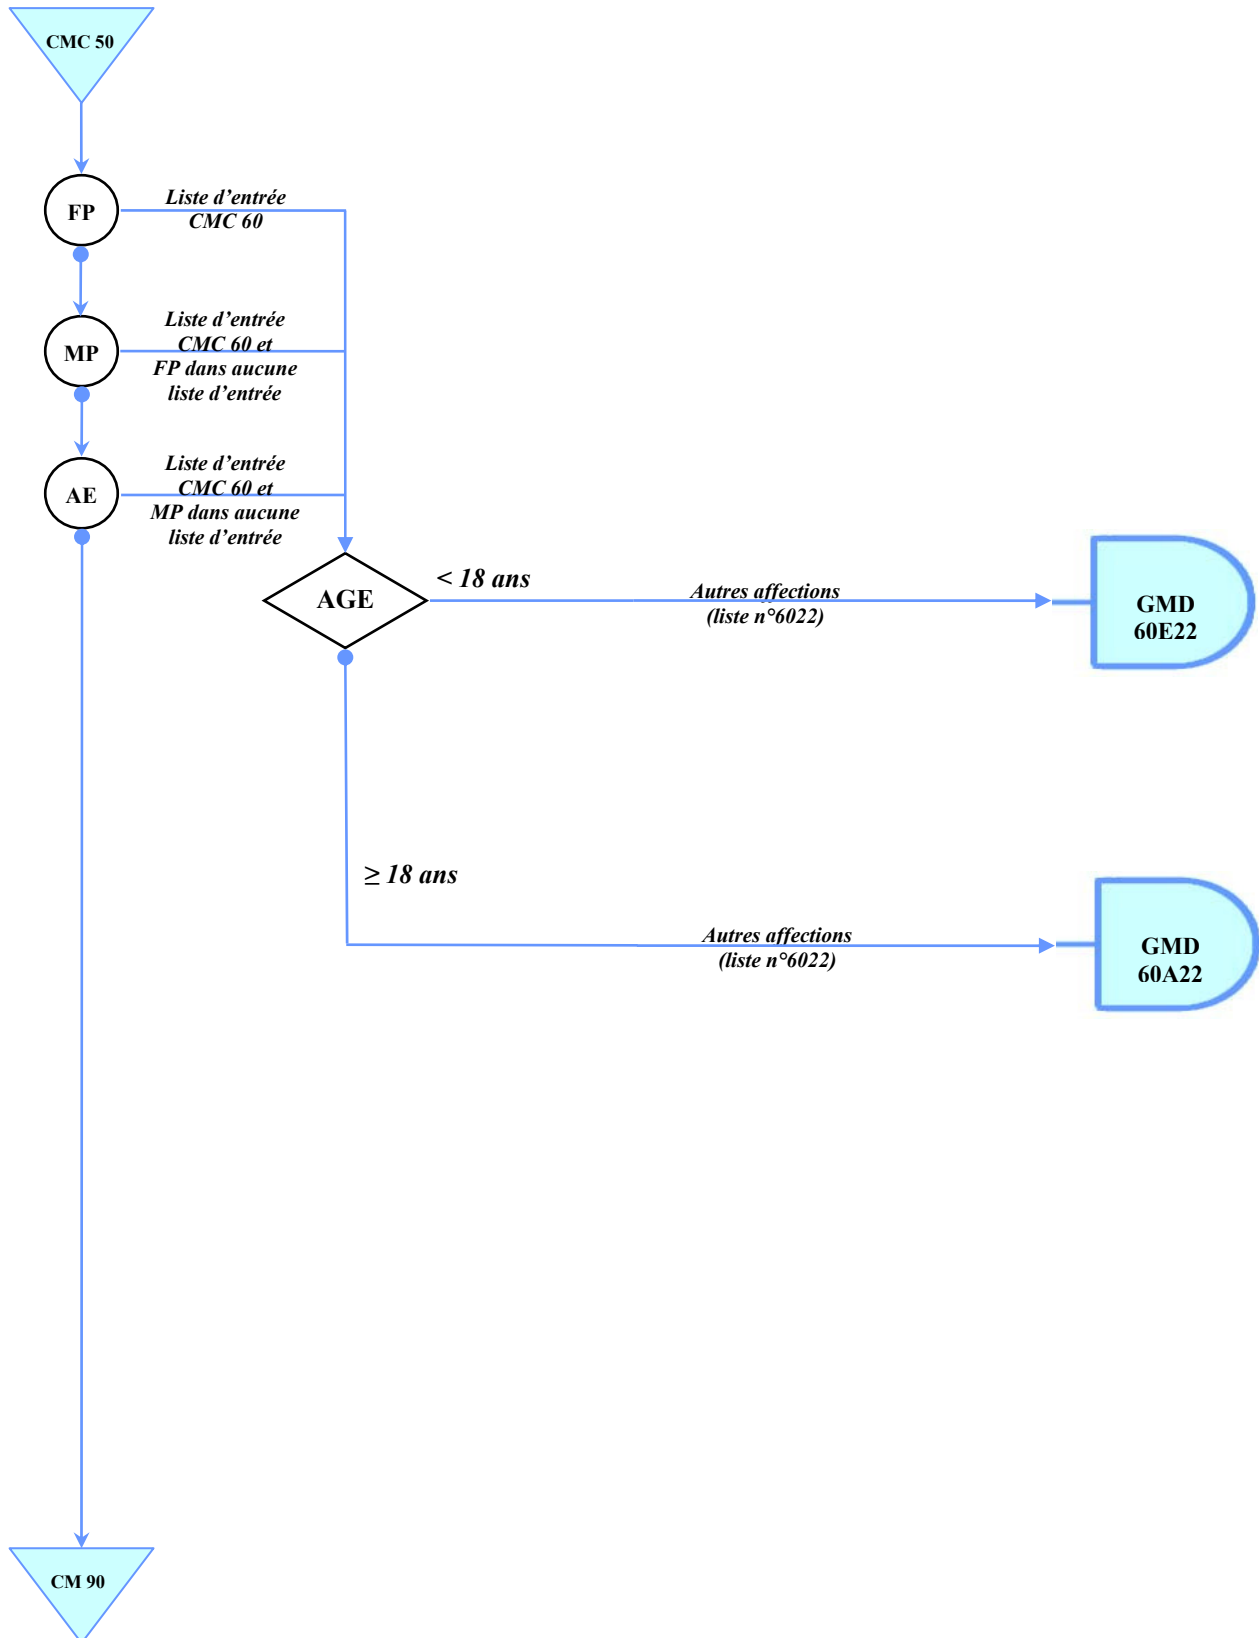 CMC 50
FP
Liste d’entrée
CMC 60
MP
Liste d’entrée
CMC 60 et
FP dans aucune
liste d’entrée
AE
Liste d’entrée
CMC 60 et
MP dans aucune
liste d’entrée
AGE
< 18 ans
Autres affections
(liste n°6022)
GMD
60E22
≥ 18 ans
Autres affections
(liste n°6022)
GMD
60A22
CM 90